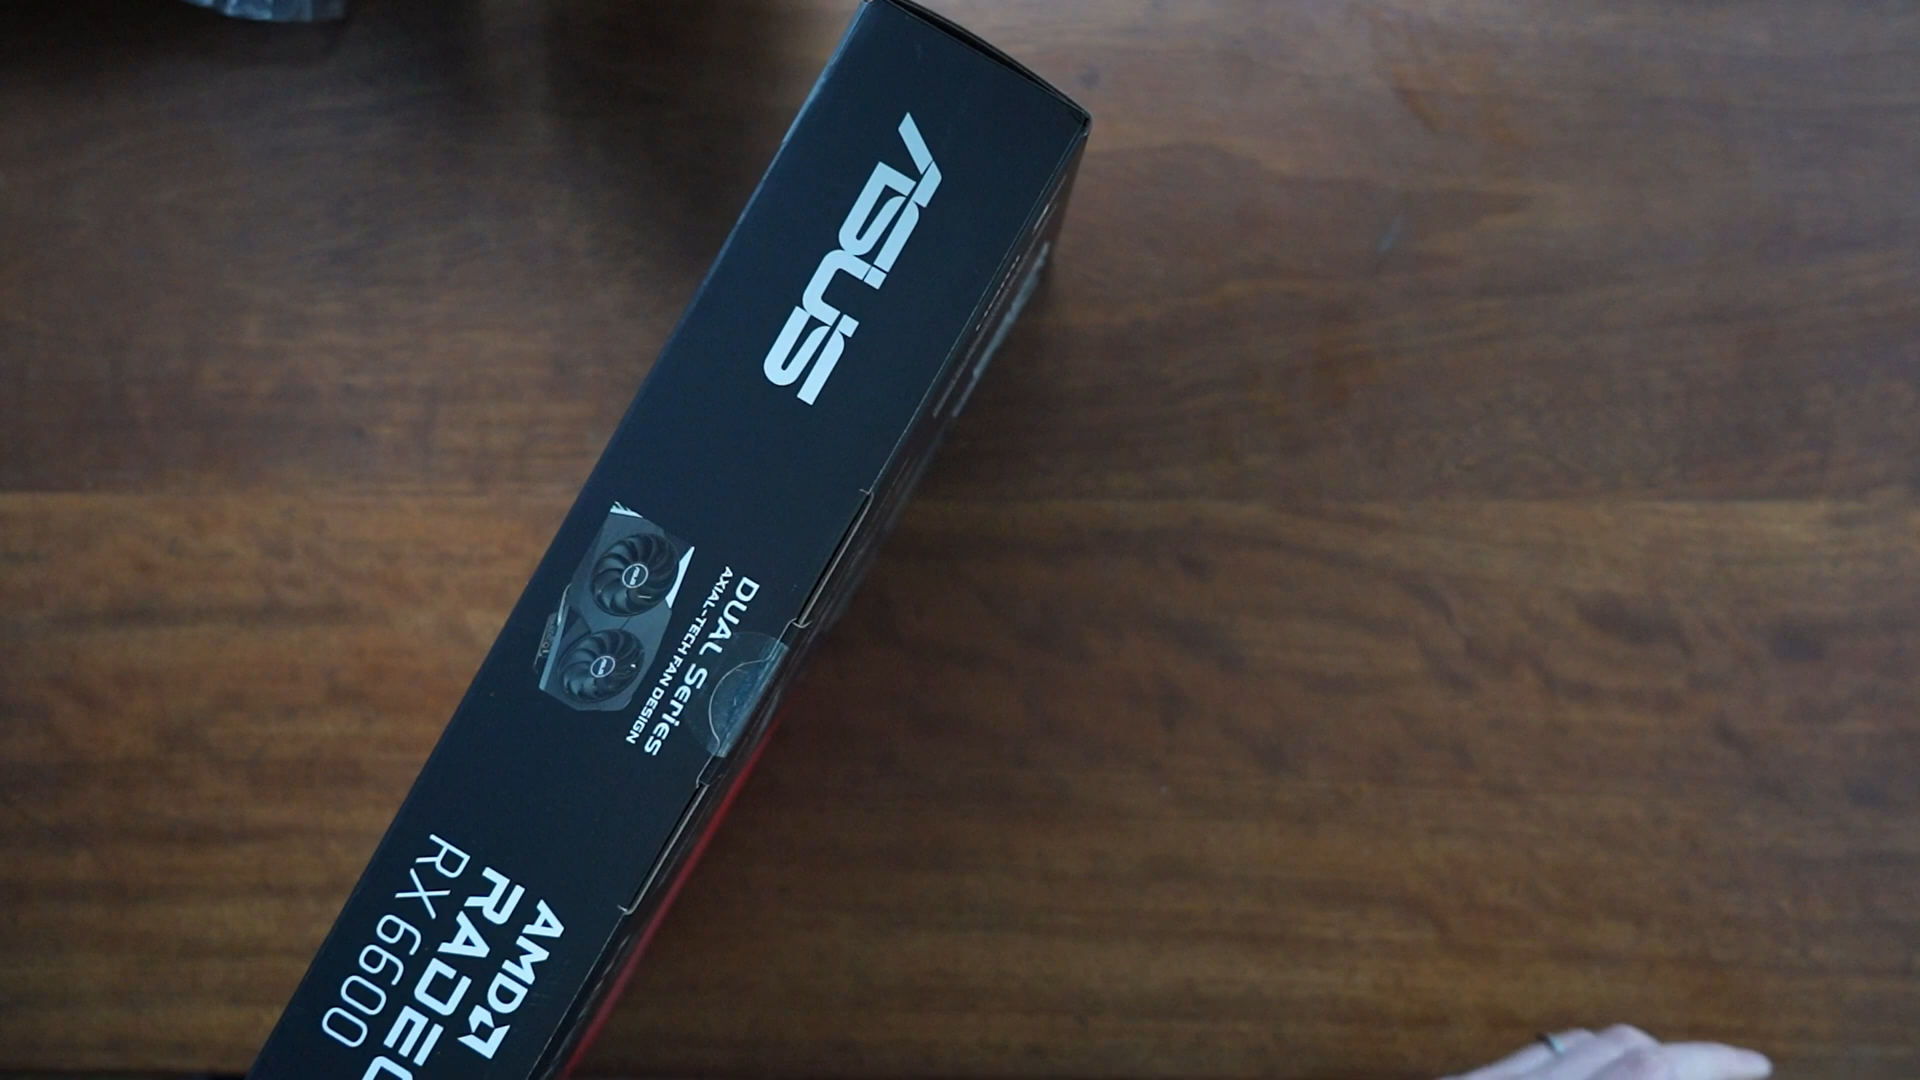 ASUS
DUAL Series
AXIAL-TECH FAN DESIGN
AMD
RADEO
RX 6600